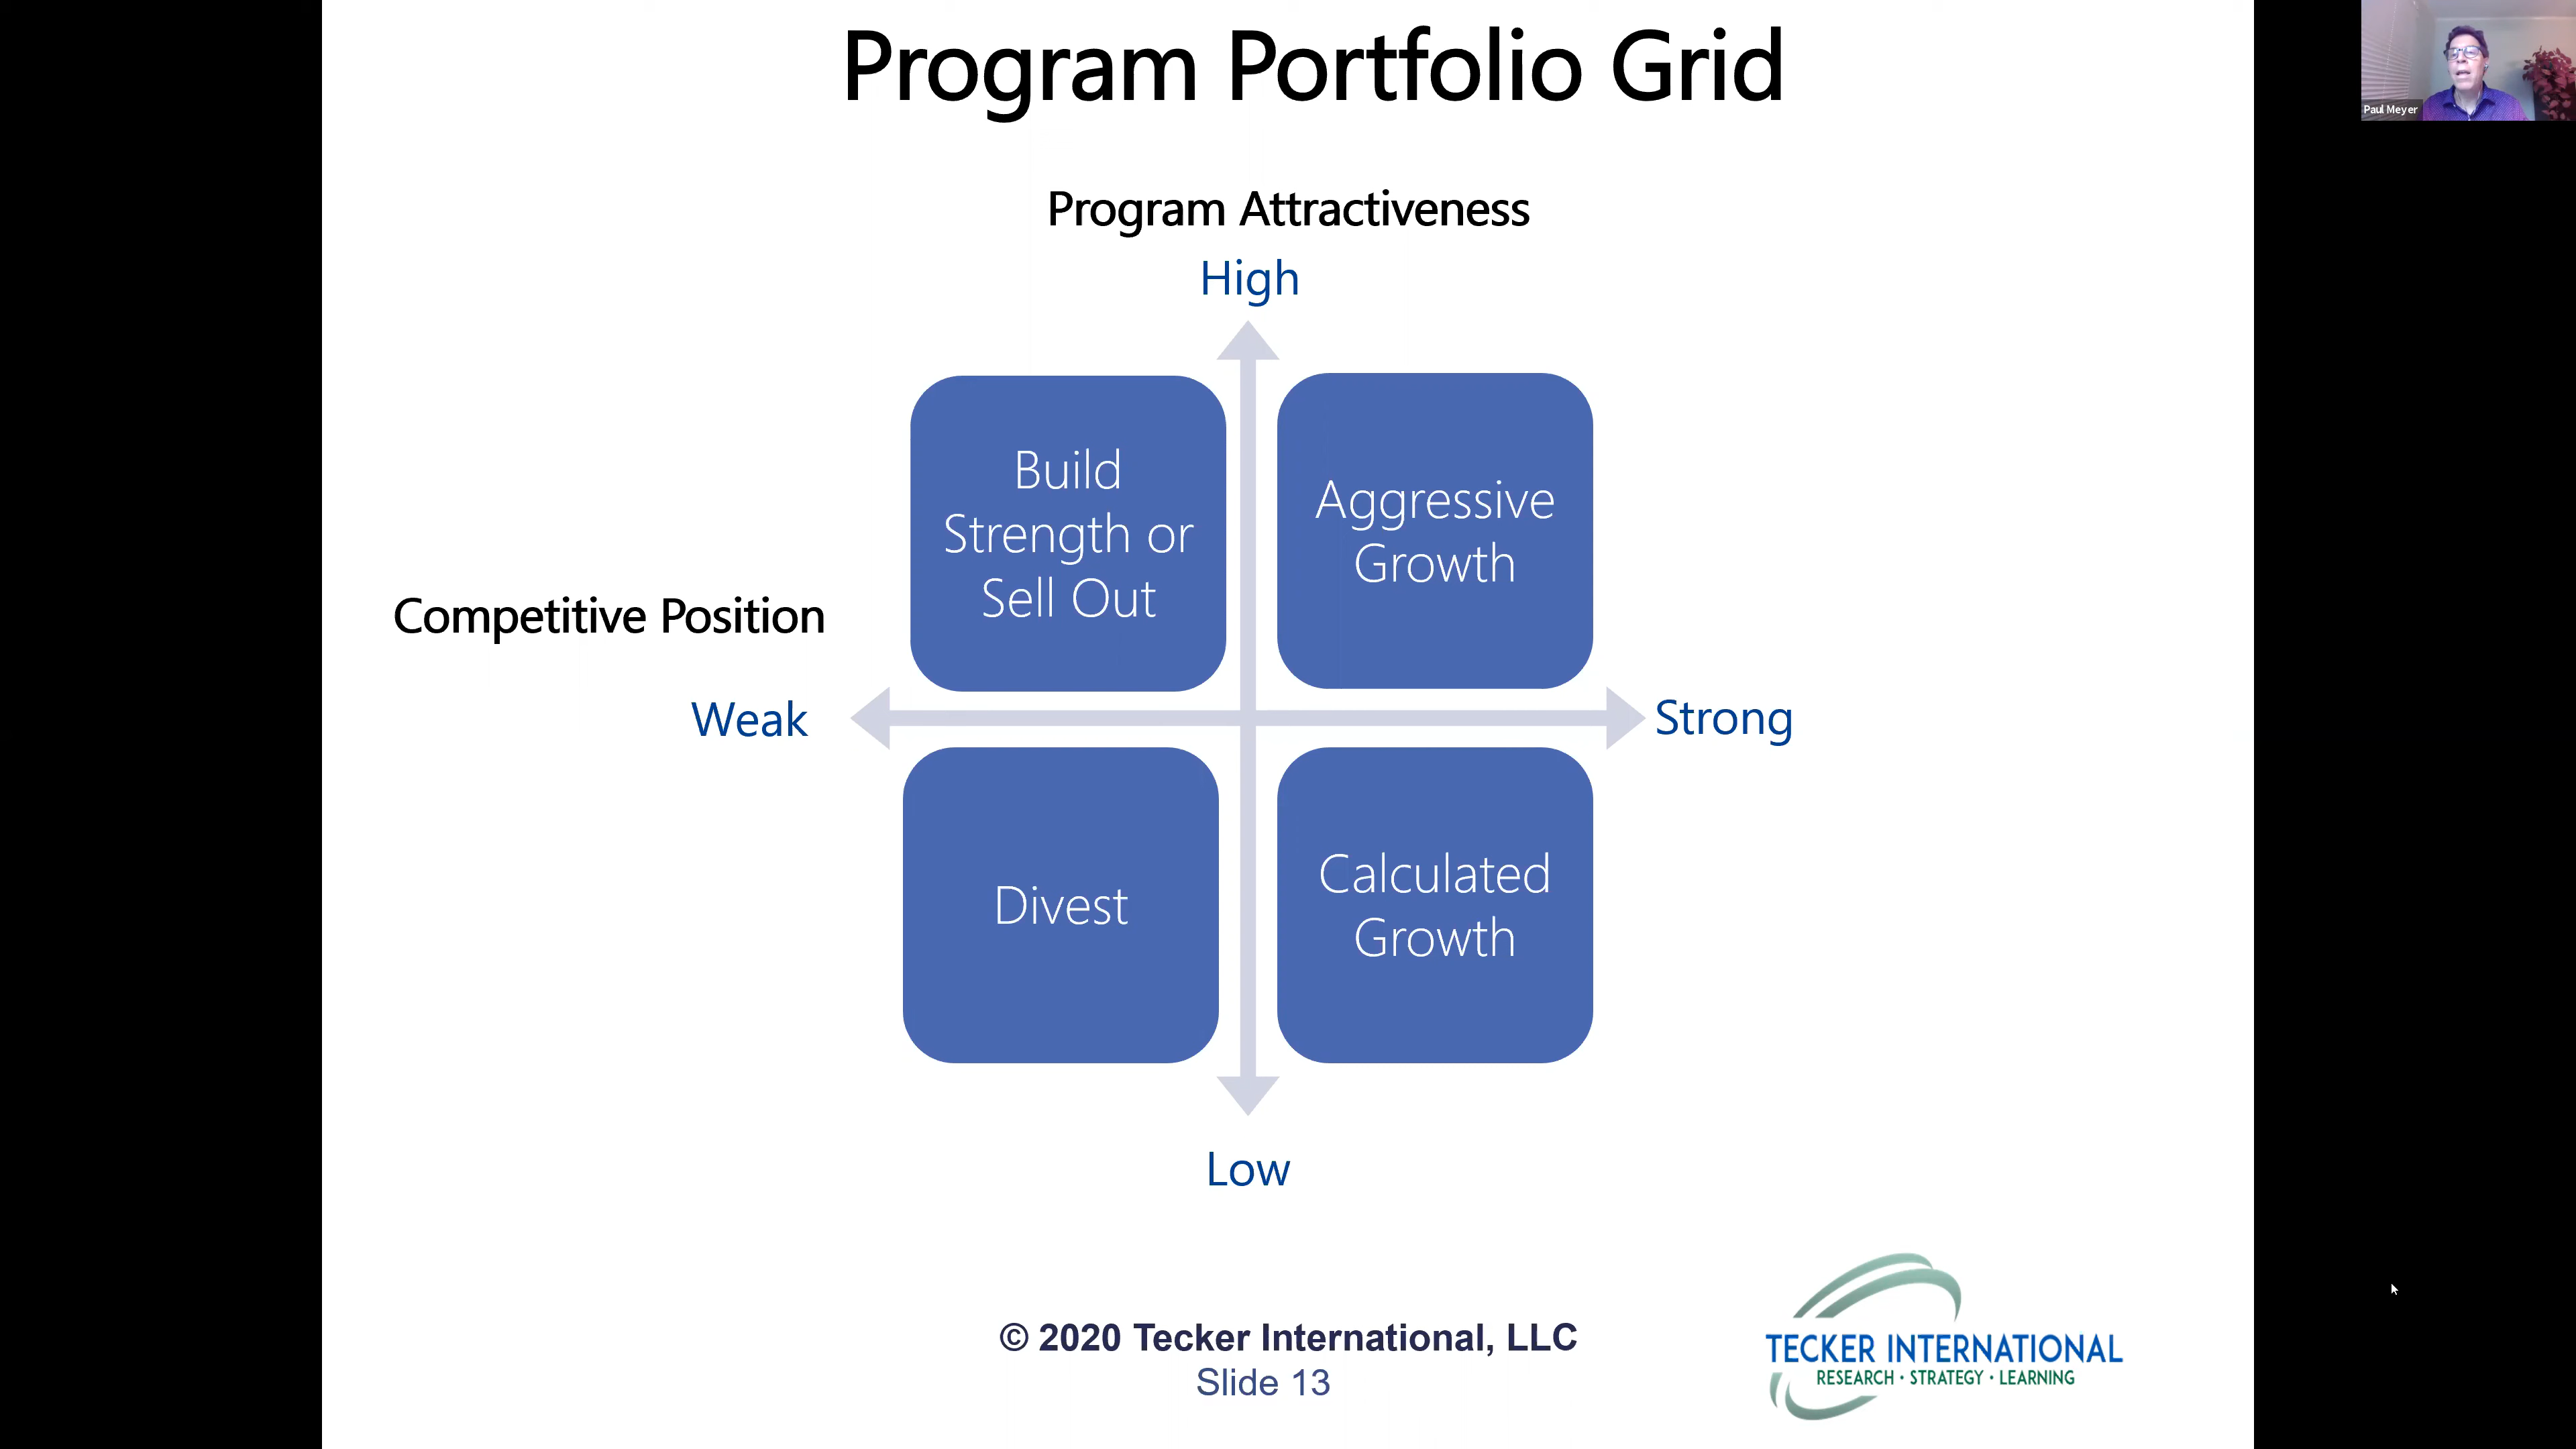 Program Portfolio Grid
Paul Meyer
Program Attractiveness
High
Build
Strength or
Sell Out
Aggressive
Growth
Competitive Position
Weak
Strong
Divest
Calculated
Growth
Low
© 2020 Tecker International, LLC
Slide 13
TECKER INTERNATIONAL
RESEARCH • STRATEGY • LEARNING